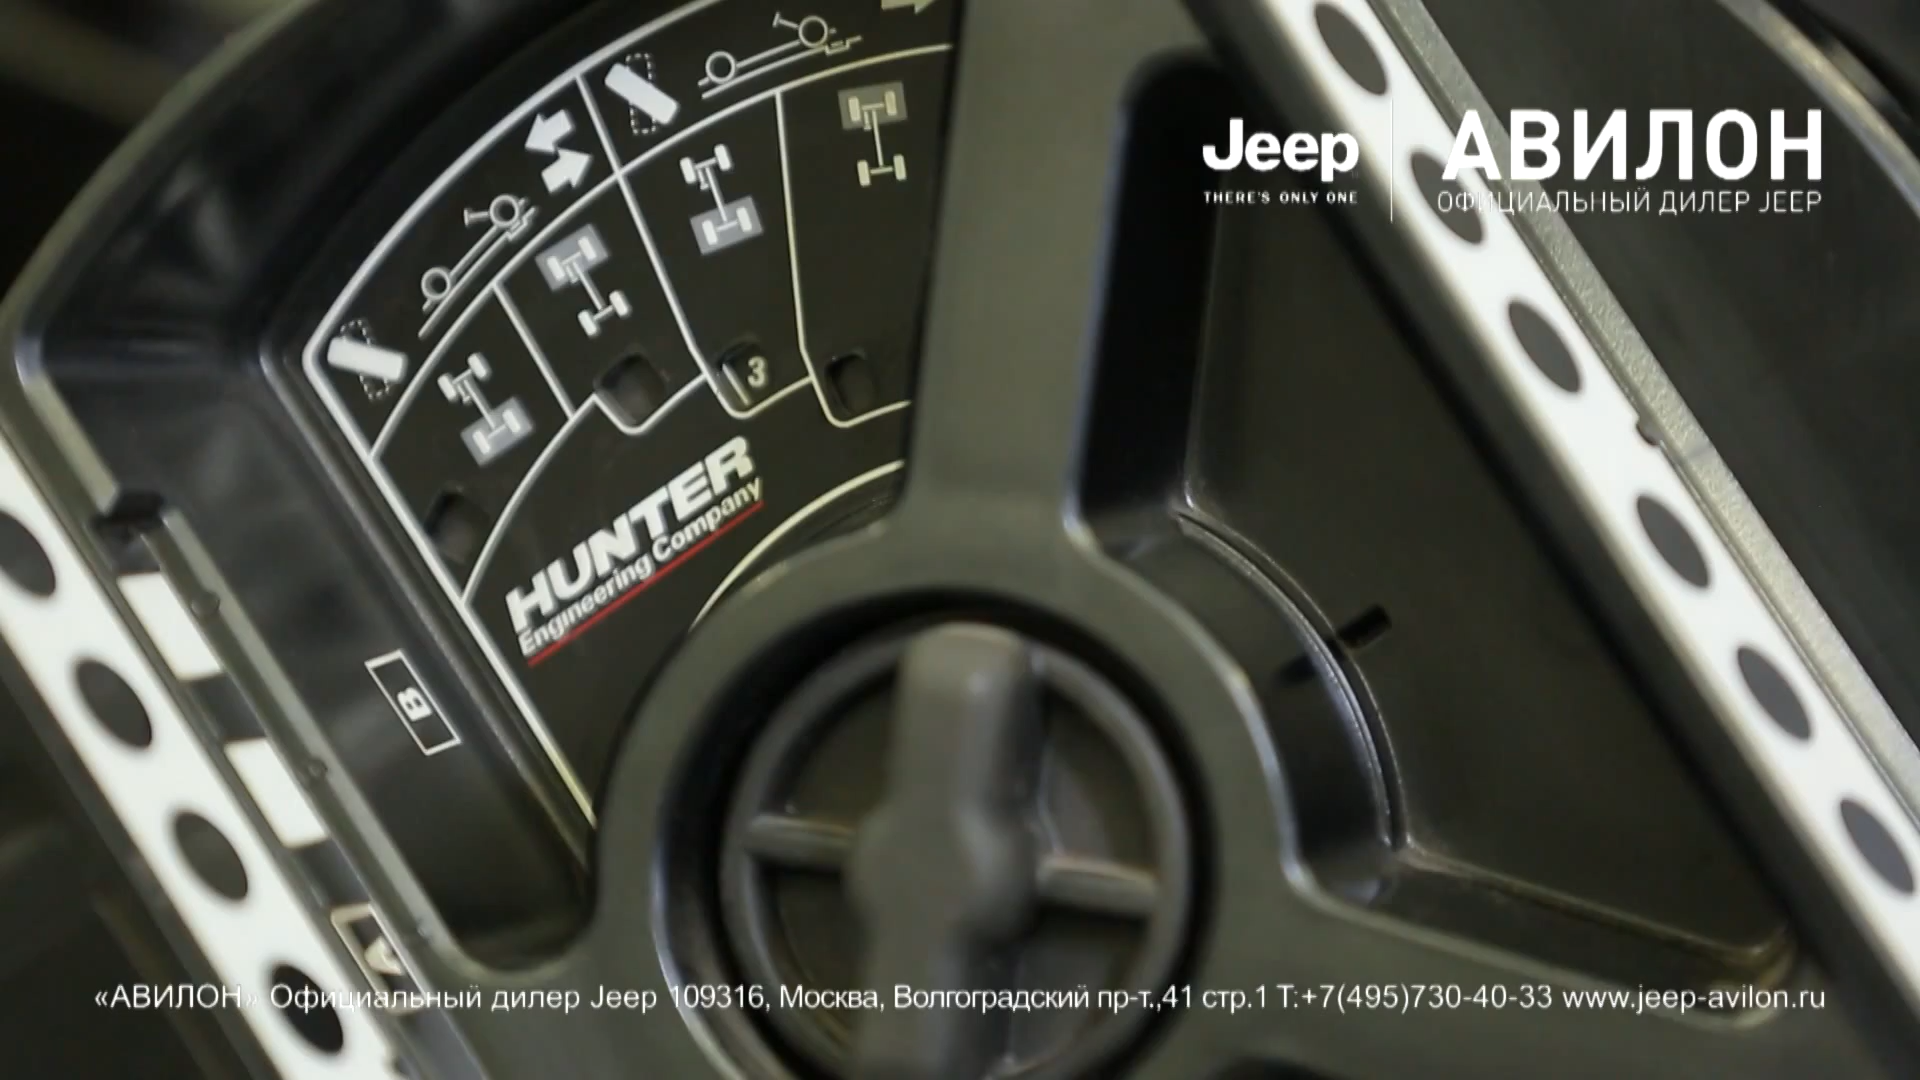 Jeep
THERE'S ONLY ONE
АВИЛОН
ОФИЦИАЛЬНЫЙ ДИЛЕР JEEP
3
HUNTER
Engineering Company
B
A
«АВИЛОН» Официальный дилер Jeep 109316, Москва, Волгоградский пр-т.,41 стр.1 Т:+7(495)730-40-33 www.jeep-avilon.ru